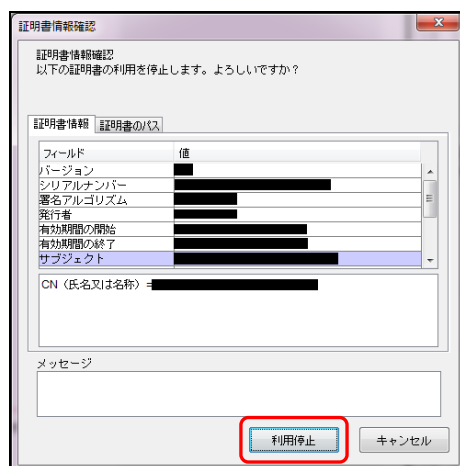 証明書情報確認
証明書情報確認
以下の証明書の利用を停止します。よろしいですか？
証明書情報 証明書のパス
フィールド 値
バージョン
シリアルナンバー
署名アルゴリズム
発行者
有効期間の開始
有効期間の終了
サブジェクト
CN（氏名又は名称）=
メッセージ
利用停止 キャンセル